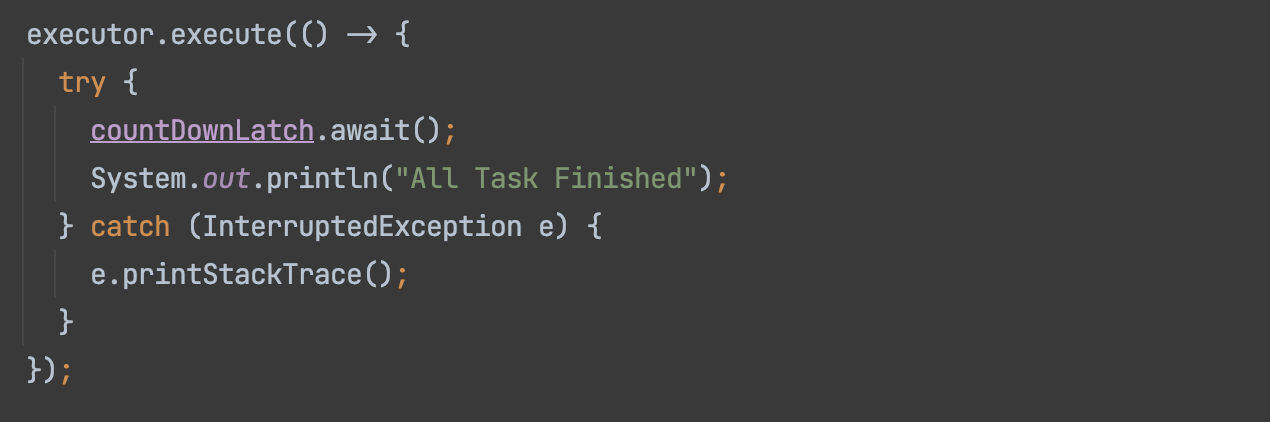 executor.execute(() -> {
try {
countDownLatch.await();
System.out.println("All Task Finished");
} catch (InterruptedException e) {
e.printStackTrace();
}
});